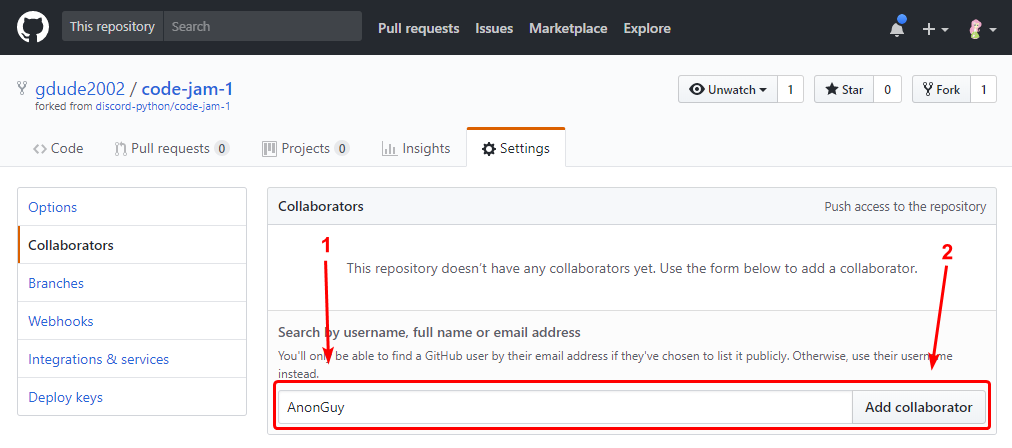 This repository Search Pull requests Issues Marketplace Explore
gdude2002 / code-jam-1
forked from discord-python/code-jam-1
Unwatch 1 Star 0 Fork 1
Code Pull requests 0 Projects 0 Insights Settings
Options
Collaborators
Branches
Webhooks
Integrations & services
Deploy keys
Collaborators Push access to the repository
1
2
This repository doesn't have any collaborators yet. Use the form below to add a collaborator.
Search by username, full name or email address
You'll only be able to find a GitHub user by their email address if they've chosen to list it publicly. Otherwise, use their username
instead.
AnonGuy Add collaborator